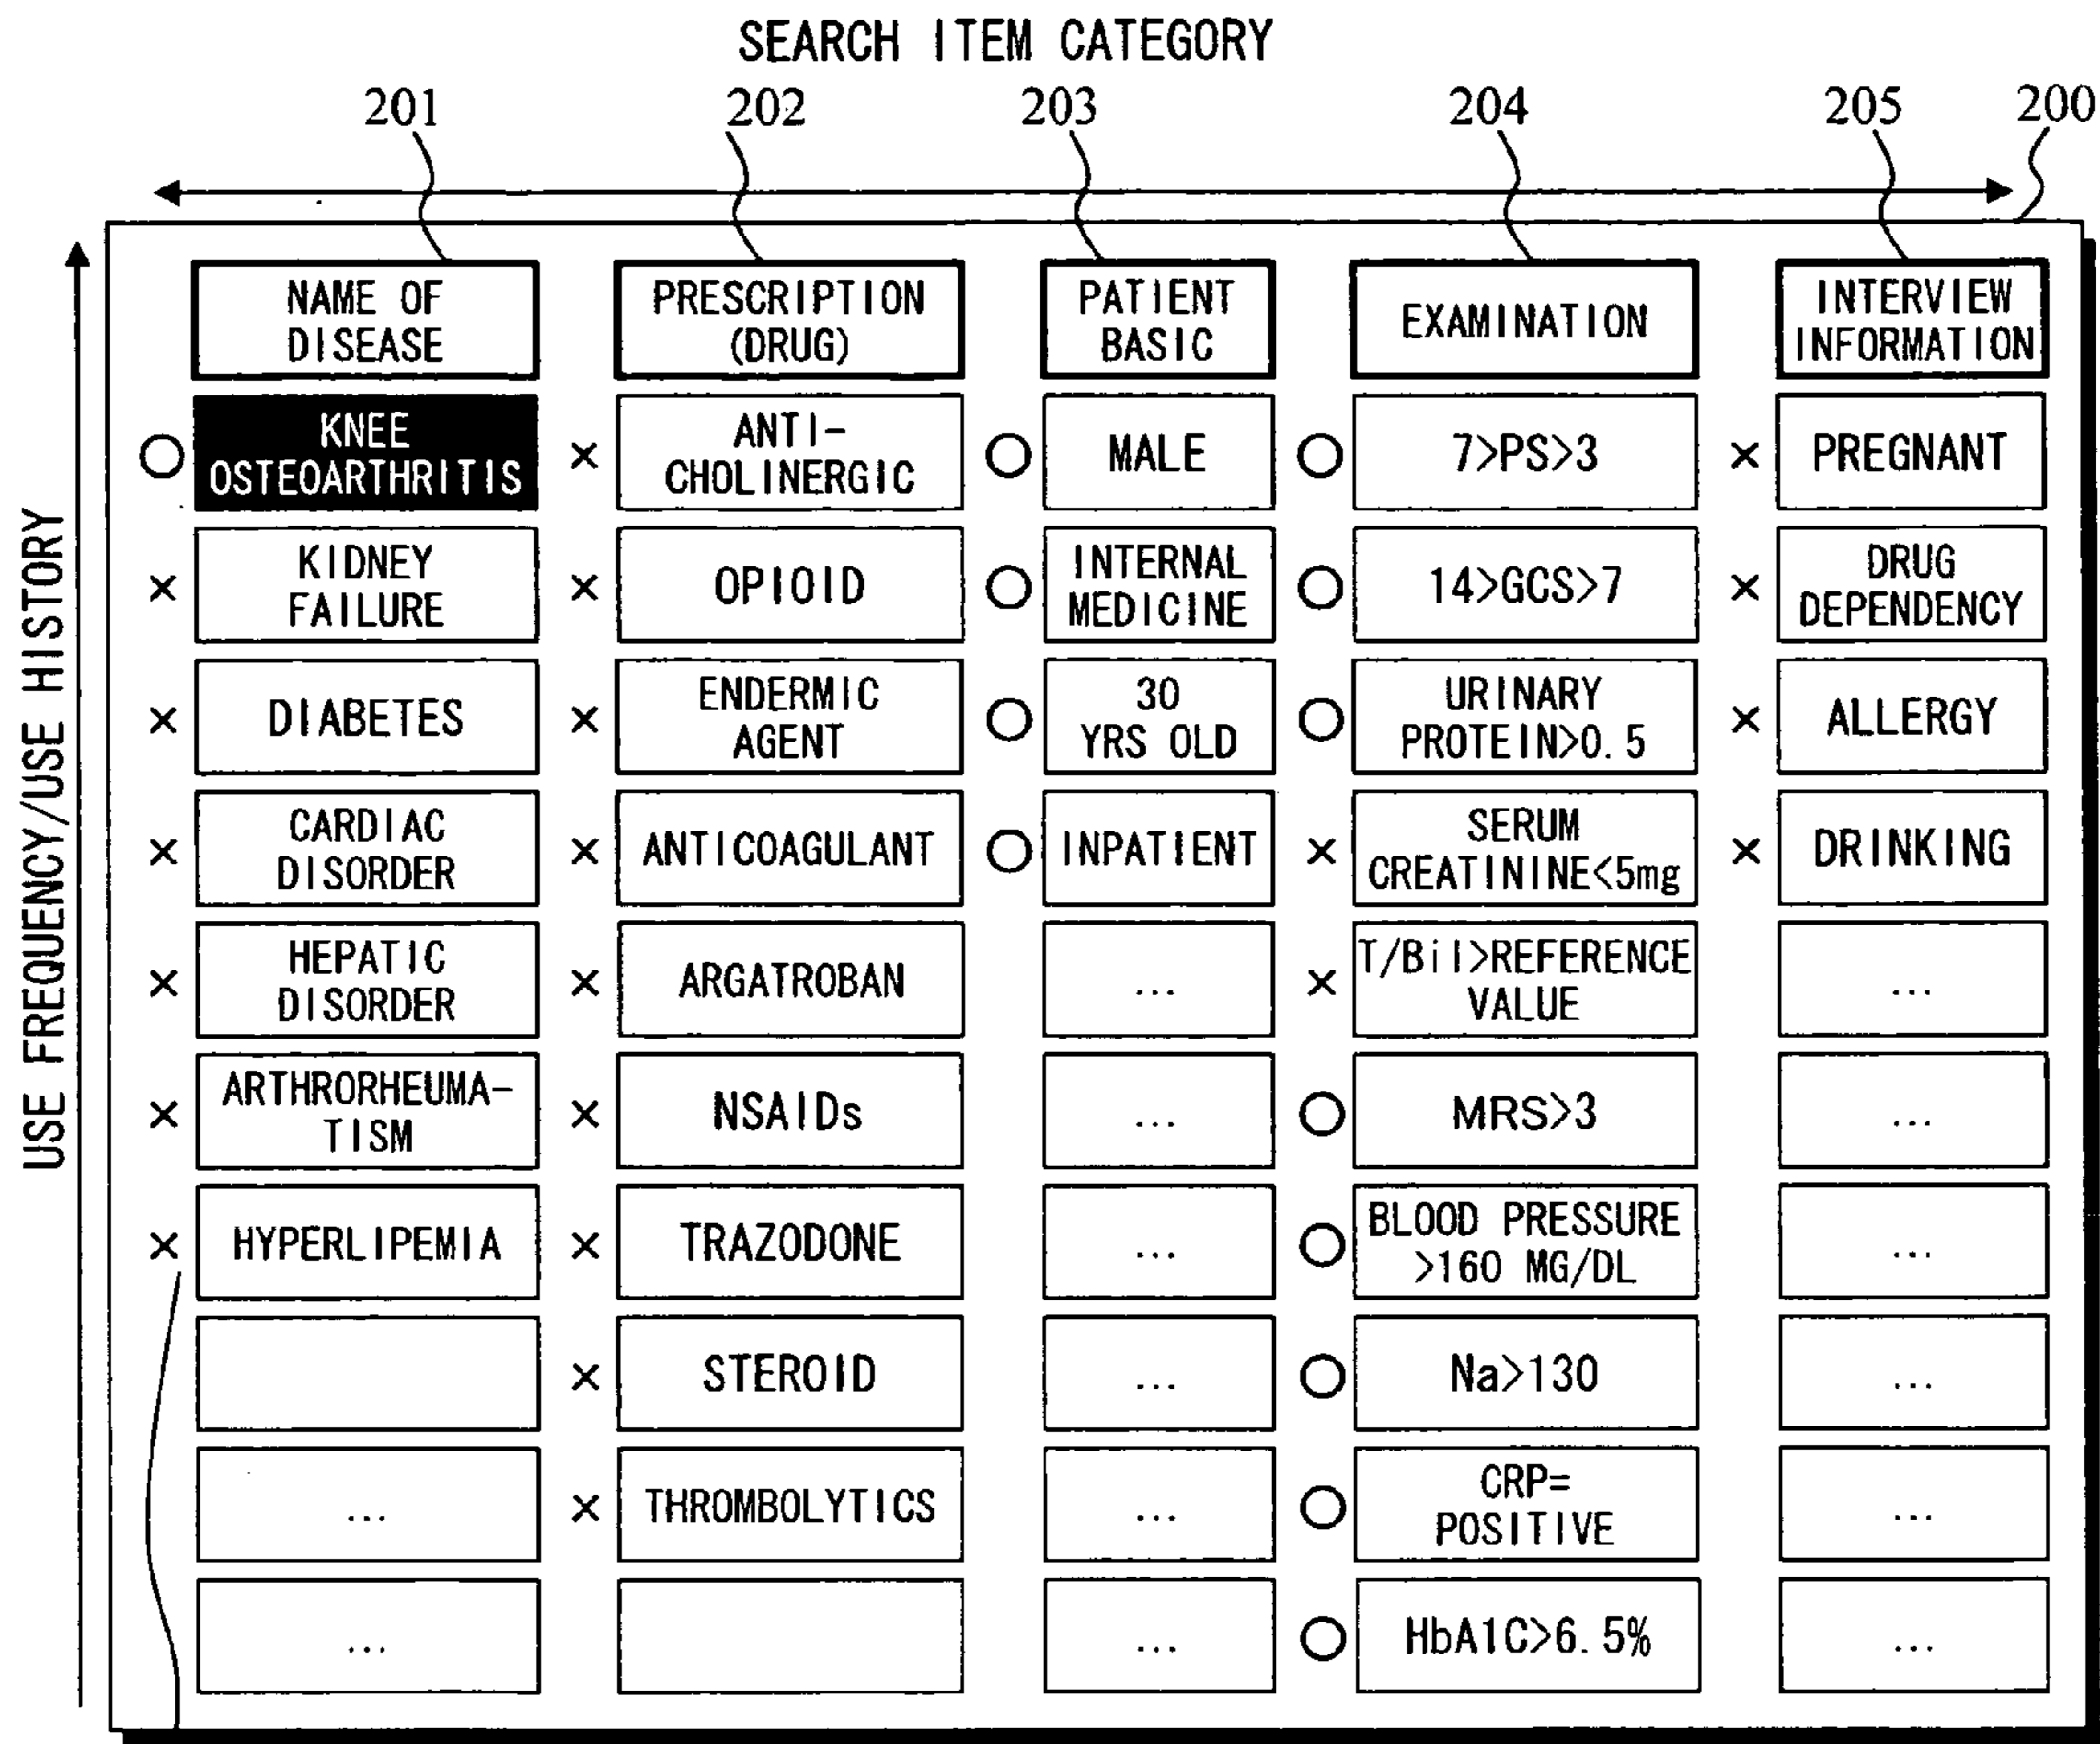 SEARCH ITEM CATEGORY
201 202 203 204 205 200
USE FREQUENCY/USE HISTORY
NAME OF
DISEASE
PRESCRIPTION
(DRUG)
PATIENT
BASIC
EXAMINATION
INTERVIEW
INFORMATION
○ KNEE
OSTEOARTHRITIS
× ANTI-
CHOLINERGIC
○ MALE
○ 7>PS>3
× PREGNANT
× KIDNEY
FAILURE
× OPIOID
○ INTERNAL
MEDICINE
○ 14>GCS>7
× DRUG
DEPENDENCY
× DIABETES
× ENDERMIC
AGENT
○ 30
YRS OLD
○ URINARY
PROTEIN>0.5
× ALLERGY
× CARDIAC
DISORDER
× ANTICOAGULANT
○ INPATIENT
× SERUM
CREATININE<5mg
× DRINKING
× HEPATIC
DISORDER
× ARGATROBAN
...
× T/Bil>REFERENCE
VALUE
...
× ARTHRORHEUMA-
TISM
× NSAIDs
...
○ MRS>3
...
× HYPERLIPEMIA
× TRAZODONE
...
○ BLOOD PRESSURE
>160 MG/DL
...
× STEROID
...
○ Na>130
...
...
× THROMBOLYTICS
...
○ CRP=
POSITIVE
...
...
...
○ HbA1C>6.5%
...